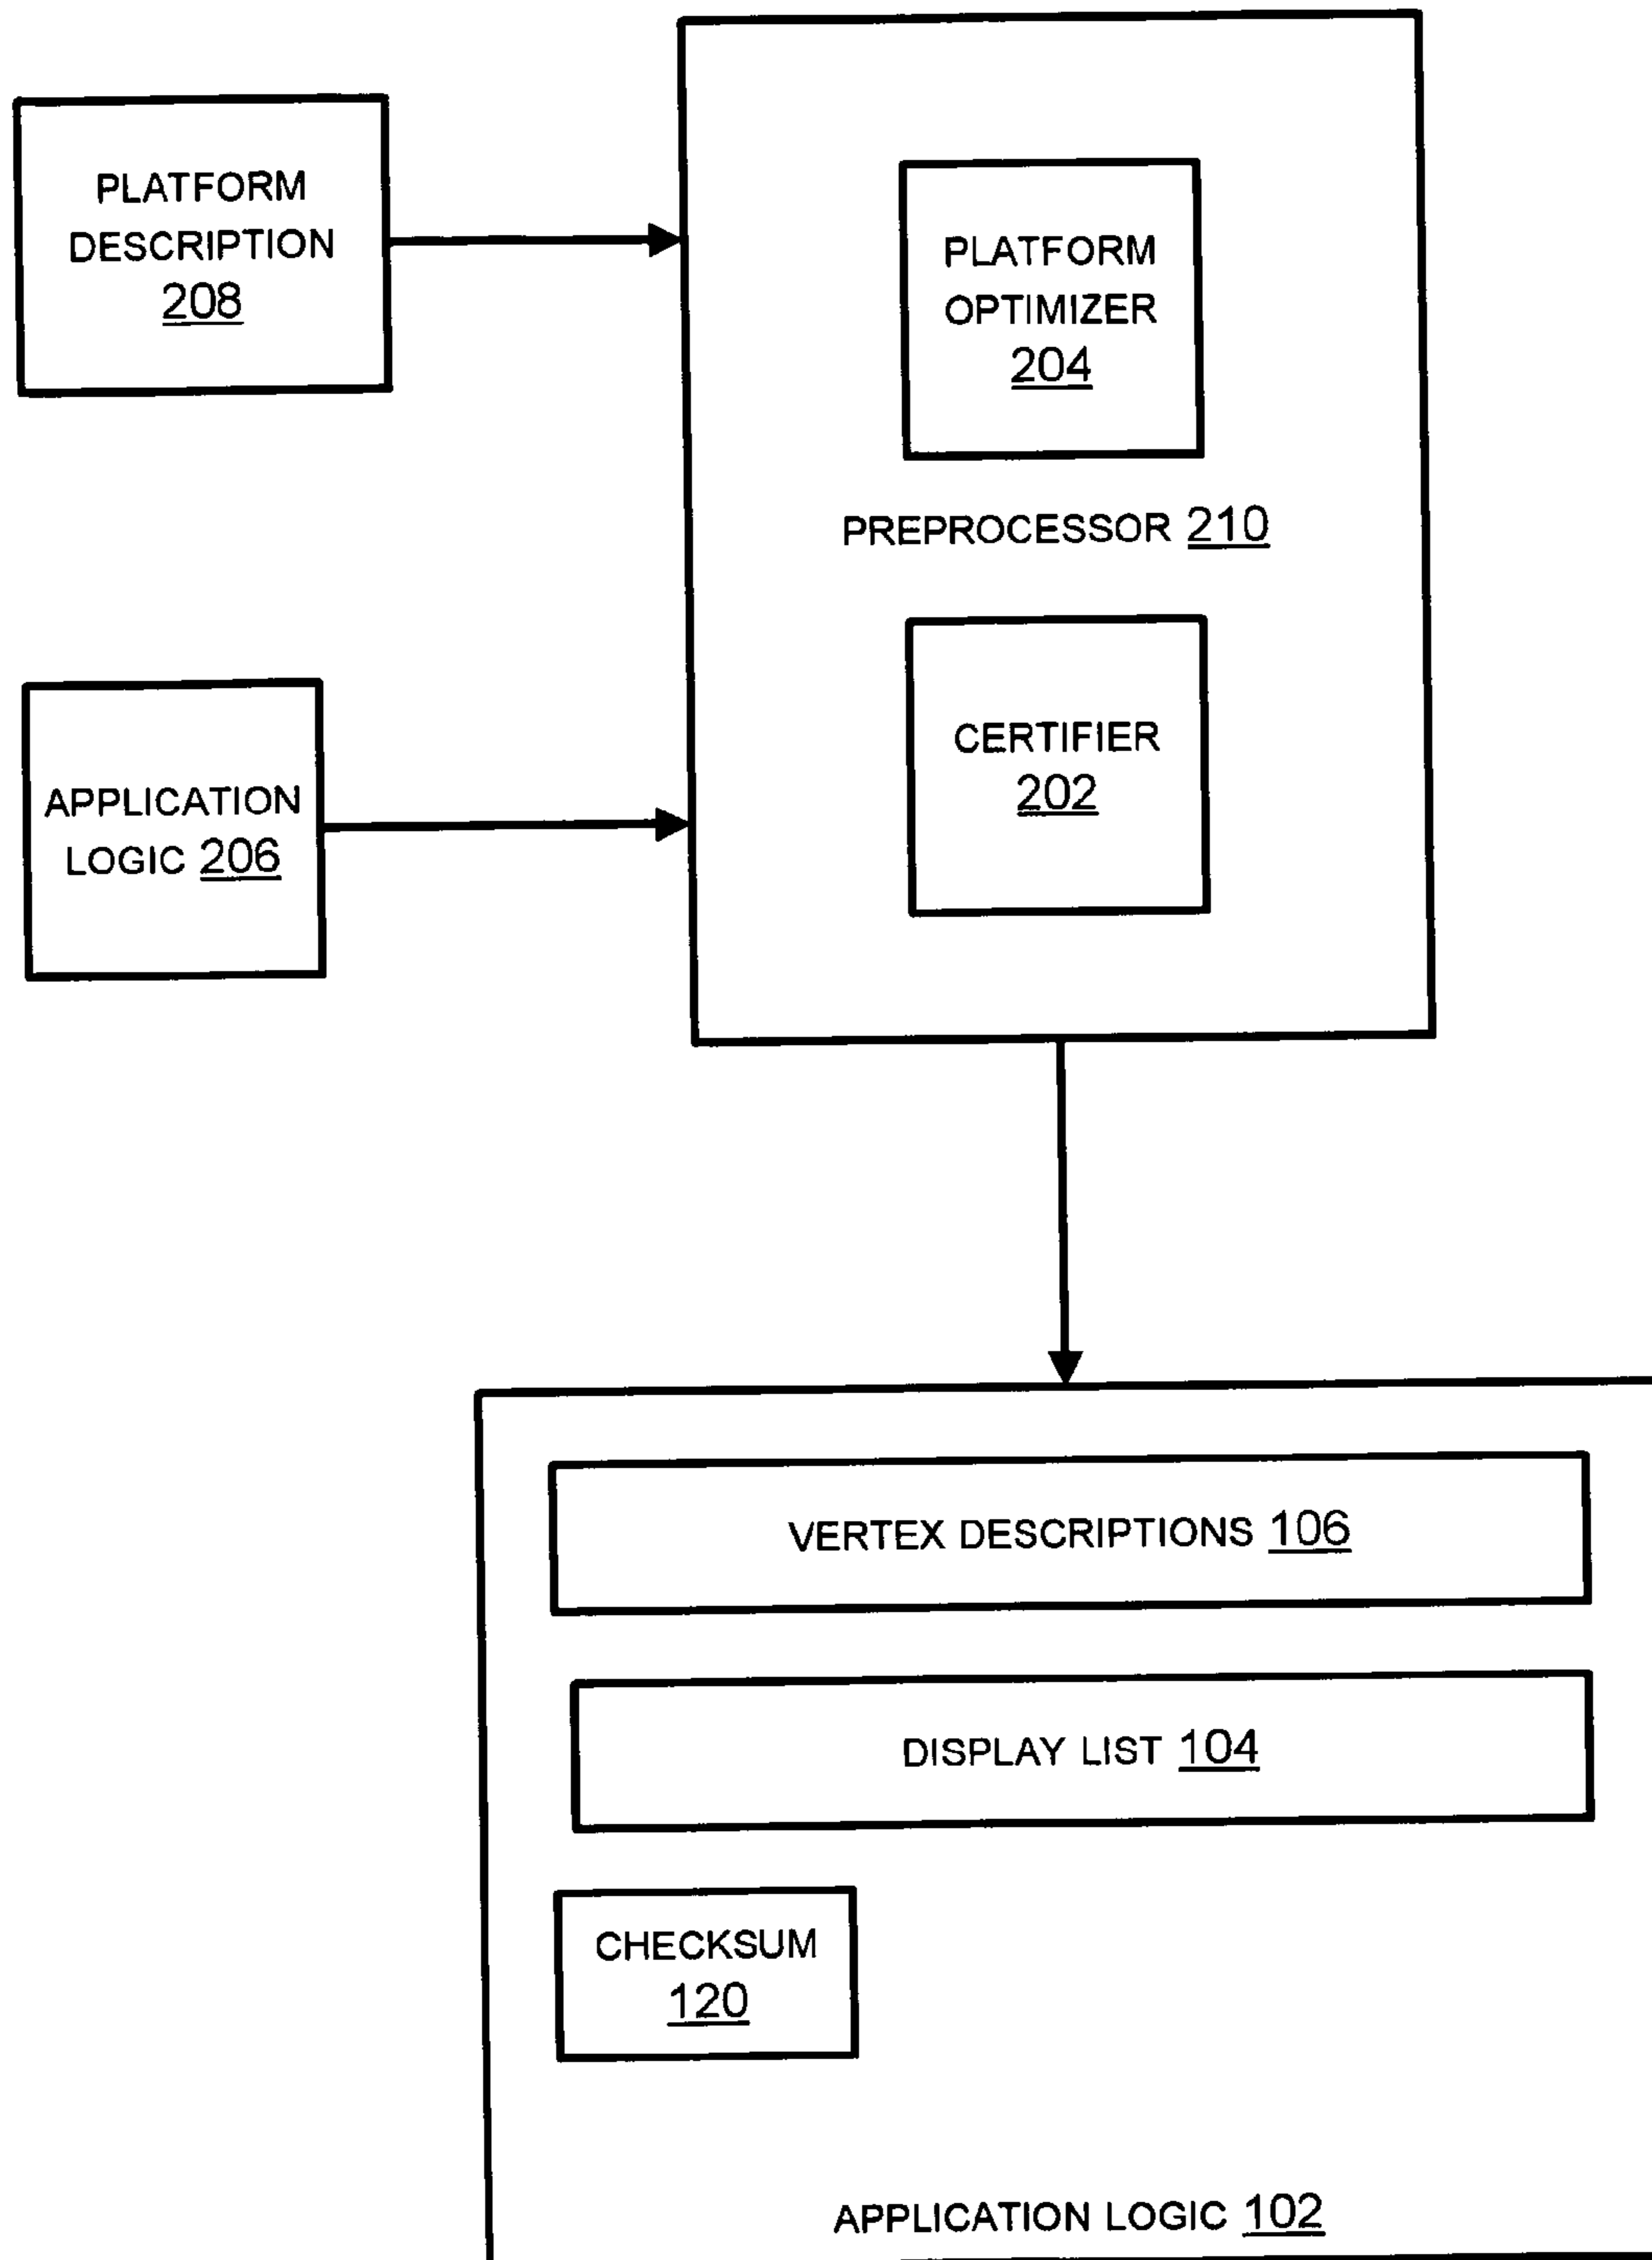 PLATFORM
DESCRIPTION
208
PLATFORM
OPTIMIZER
204
PREPROCESSOR 210
CERTIFIER
202
APPLICATION
LOGIC 206
VERTEX DESCRIPTIONS 106
DISPLAY LIST 104
CHECKSUM
120
APPLICATION LOGIC 102